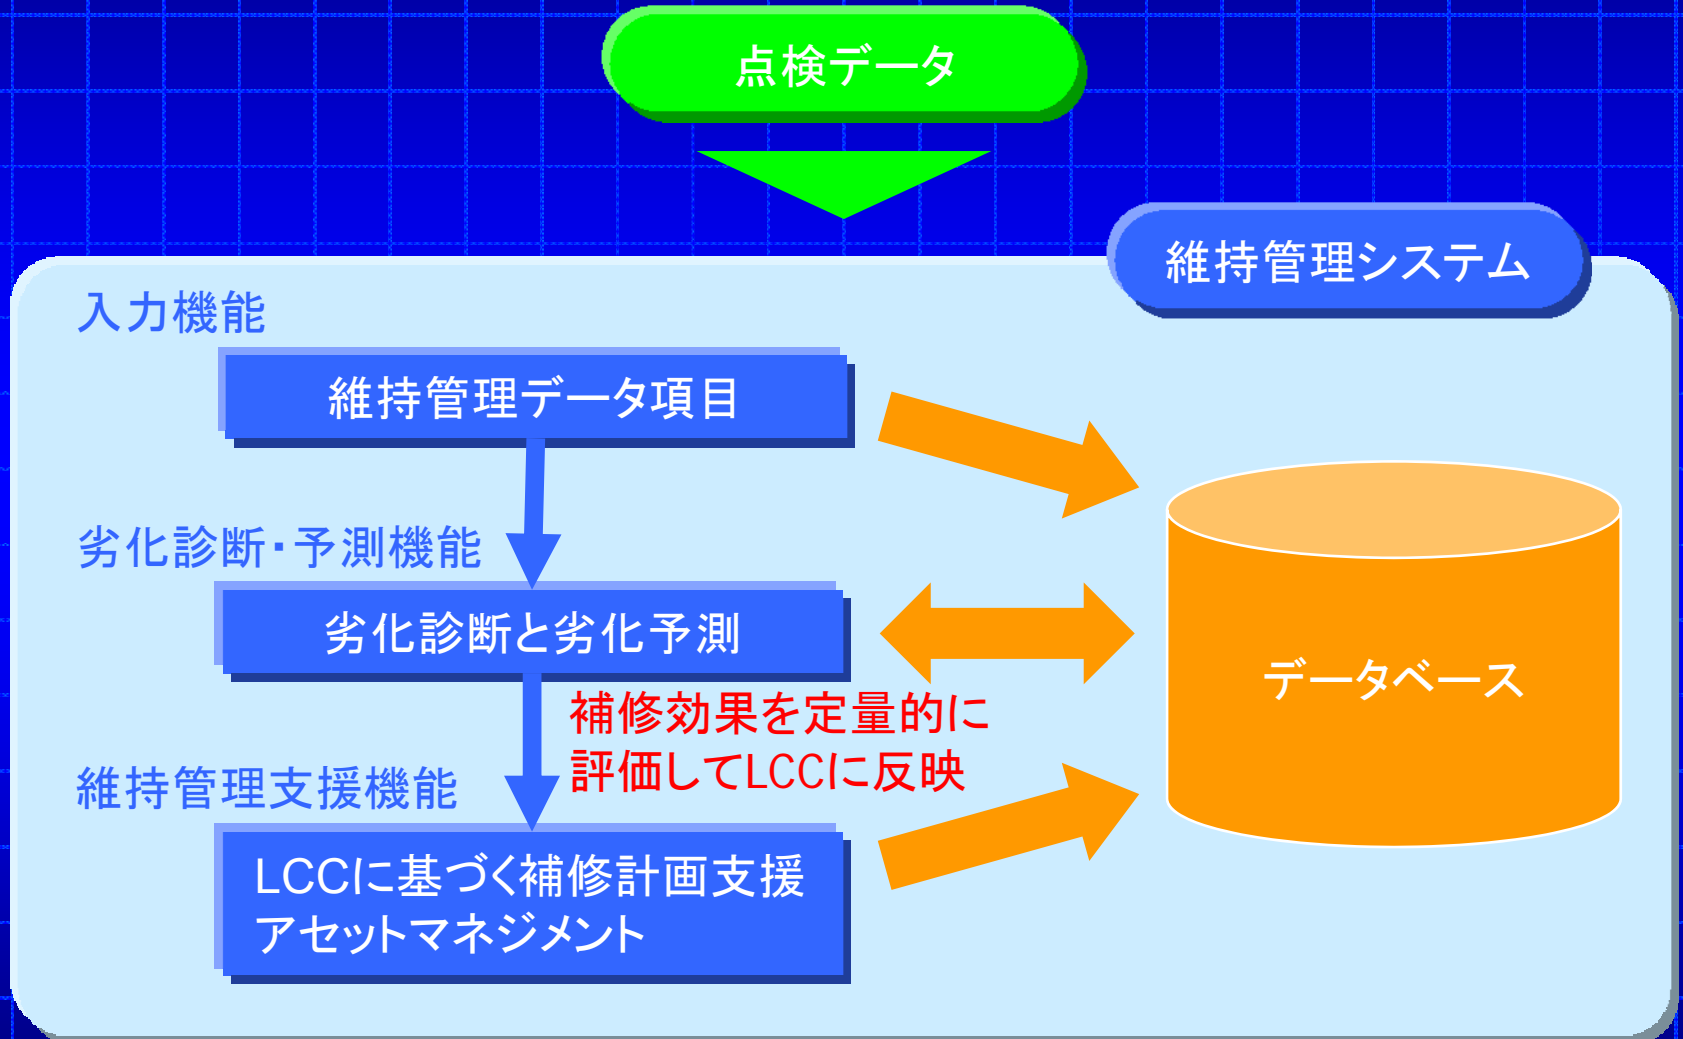 点検データ
維持管理システム
入力機能
維持管理データ項目
劣化診断・予測機能
劣化診断と劣化予測
データベース
補修効果を定量的に
評価してLCCに反映
維持管理支援機能
LCCに基づく補修計画支援
アセットマネジメント